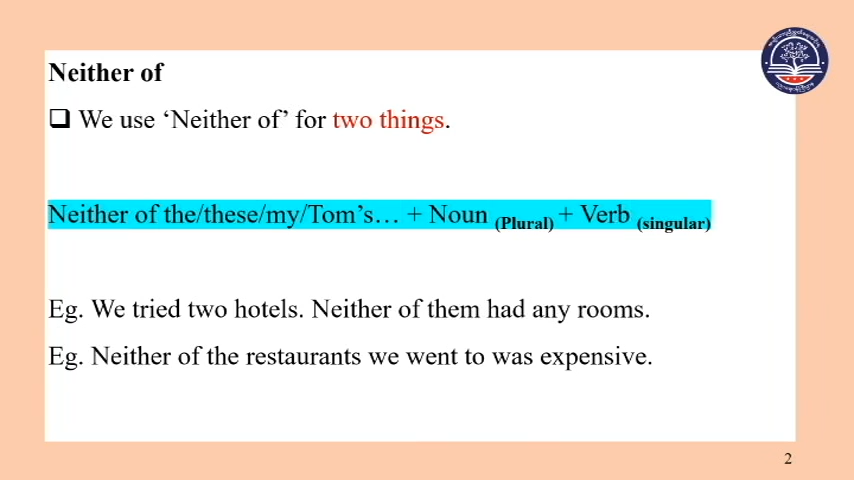 Neither of
❑ We use ‘Neither of’ for two things.
Neither of the/these/my/Tom’s… + Noun (Plural) + Verb (singular)
Eg. We tried two hotels. Neither of them had any rooms.
Eg. Neither of the restaurants we went to was expensive.
2